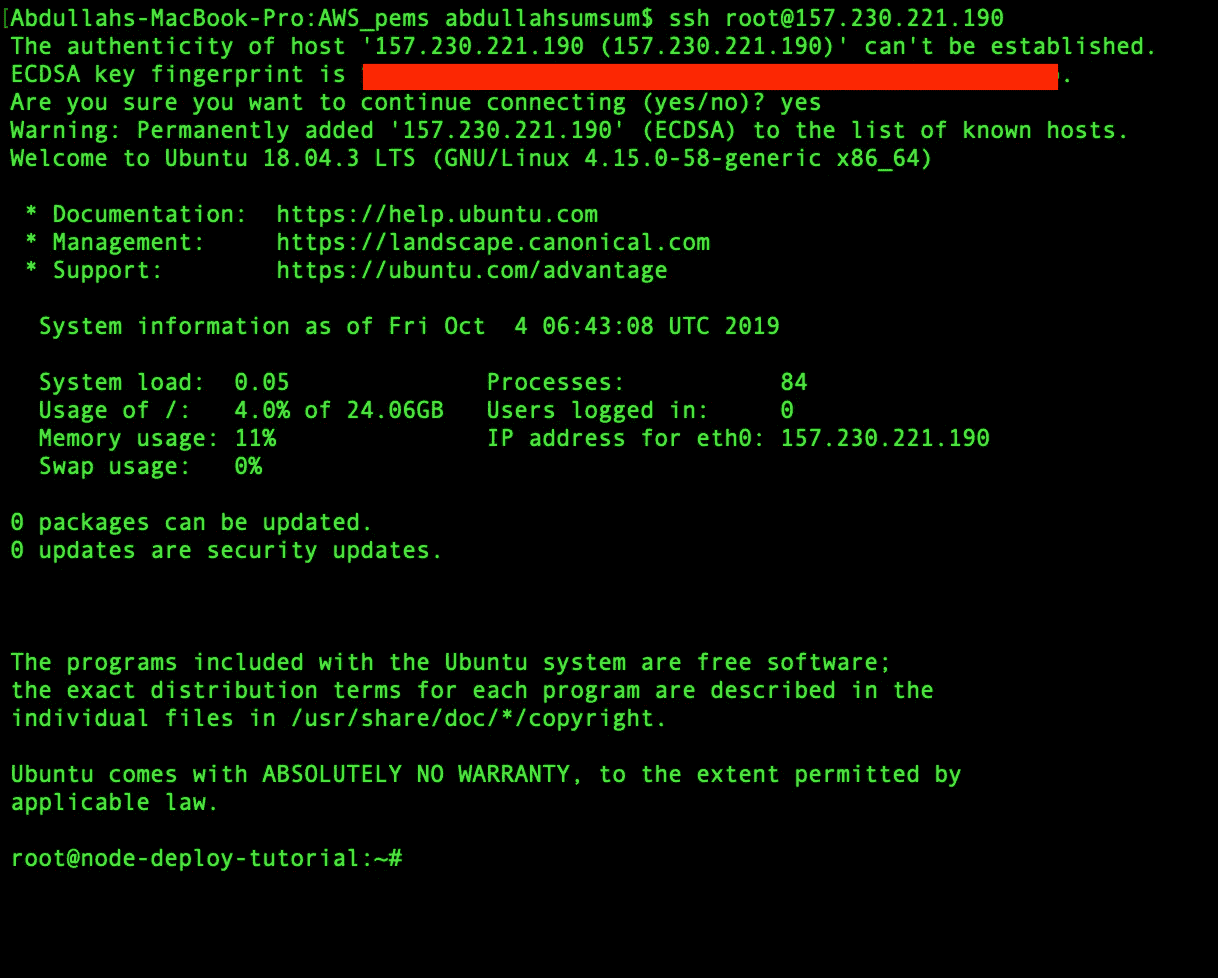 [Abdullahs-MacBook-Pro:AWS_pems abdullahsumsum$ ssh root@157.230.221.190
The authenticity of host '157.230.221.190 (157.230.221.190)' can't be established.
ECDSA key fingerprint is .
Are you sure you want to continue connecting (yes/no)? yes
Warning: Permanently added '157.230.221.190' (ECDSA) to the list of known hosts.
Welcome to Ubuntu 18.04.3 LTS (GNU/Linux 4.15.0-58-generic x86_64)
* Documentation:  https://help.ubuntu.com
* Management:     https://landscape.canonical.com
* Support:        https://ubuntu.com/advantage
System information as of Fri Oct  4 06:43:08 UTC 2019
System load:  0.05              Processes:           84
Usage of /:   4.0% of 24.06GB   Users logged in:     0
Memory usage: 11%               IP address for eth0: 157.230.221.190
Swap usage:   0%
0 packages can be updated.
0 updates are security updates.
The programs included with the Ubuntu system are free software;
the exact distribution terms for each program are described in the
individual files in /usr/share/doc/*/copyright.
Ubuntu comes with ABSOLUTELY NO WARRANTY, to the extent permitted by
applicable law.
root@node-deploy-tutorial:~#